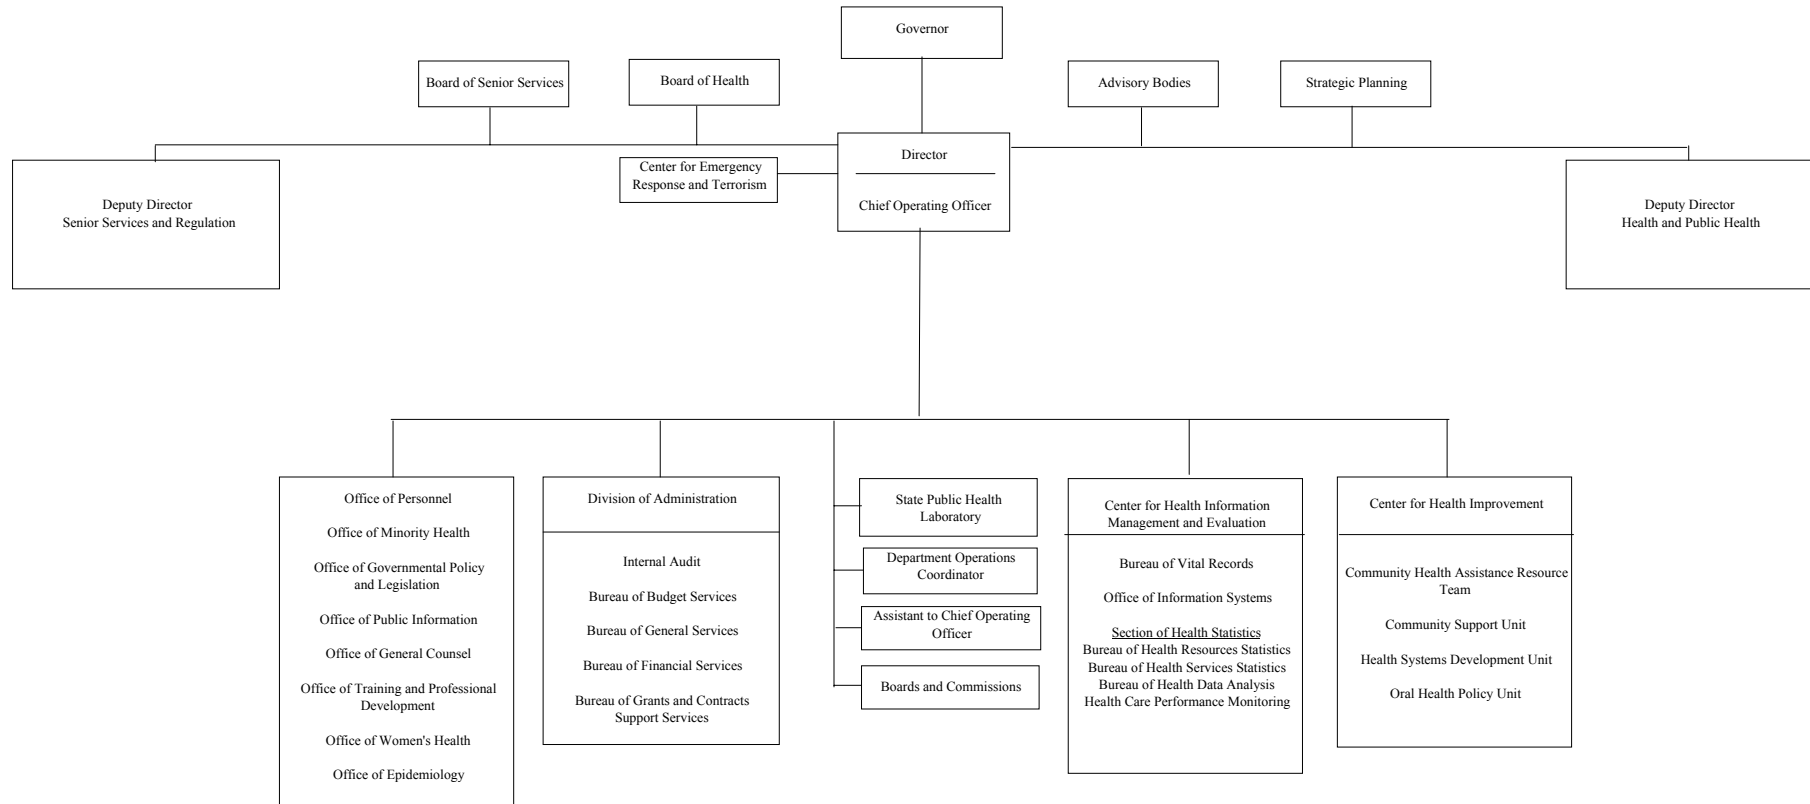 Governor
Board of Senior Services
Board of Health
Advisory Bodies
Strategic Planning
Director
Chief Operating Officer
Center for Emergency
Response and Terrorism
Deputy Director
Senior Services and Regulation
Deputy Director
Health and Public Health
Office of Personnel
Office of Minority Health
Office of Governmental Policy
and Legislation
Office of Public Information
Office of General Counsel
Office of Training and Professional
Development
Office of Women's Health
Office of Epidemiology
Division of Administration
Internal Audit
Bureau of Budget Services
Bureau of General Services
Bureau of Financial Services
Bureau of Grants and Contracts
Support Services
State Public Health
Laboratory
Department Operations
Coordinator
Assistant to Chief Operating
Officer
Boards and Commissions
Center for Health Information
Management and Evaluation
Bureau of Vital Records
Office of Information Systems
Section of Health Statistics
Bureau of Health Resources Statistics
Bureau of Health Services Statistics
Bureau of Health Data Analysis
Health Care Performance Monitoring
Center for Health Improvement
Community Health Assistance Resource
Team
Community Support Unit
Health Systems Development Unit
Oral Health Policy Unit